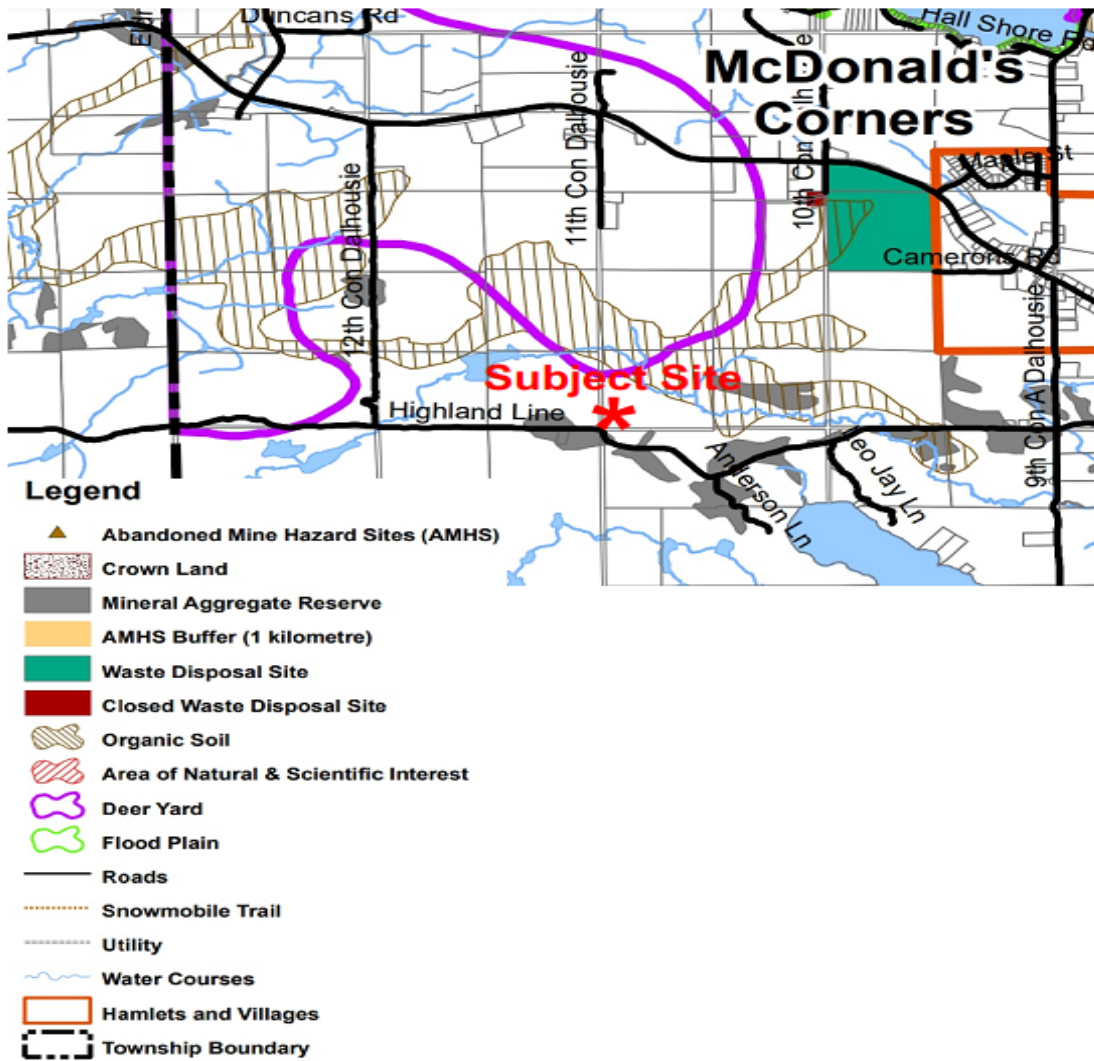 Duncans Rd
Hall Shore Rd
McDonald's
Corners
Maple St
Camerons Rd
10th Con
11th Con Dalhousie
12th Con Dalhousie
9th Con A Dalhousie
Subject Site
Highland Line
Anderson Ln
Leo Jay Ln
Legend
Abandoned Mine Hazard Sites (AMHS)
Crown Land
Mineral Aggregate Reserve
AMHS Buffer (1 kilometre)
Waste Disposal Site
Closed Waste Disposal Site
Organic Soil
Area of Natural & Scientific Interest
Deer Yard
Flood Plain
Roads
Snowmobile Trail
Utility
Water Courses
Hamlets and Villages
Township Boundary